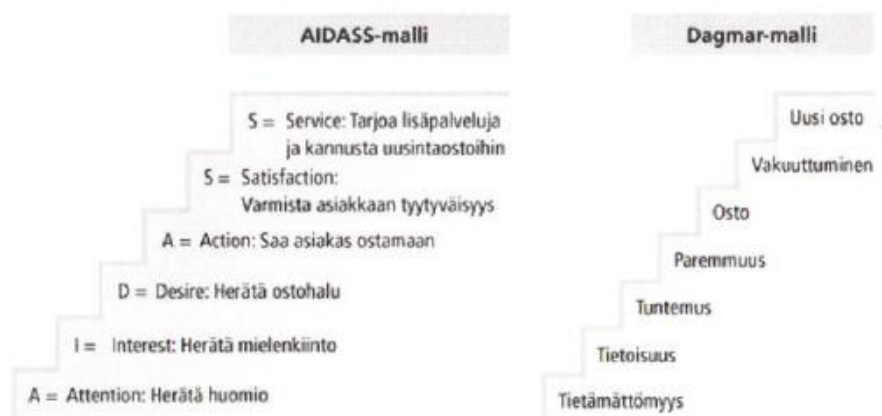 AIDASS-malli
S = Service: Tarjoa lisäpalveluja
ja kannusta uusintaostoihin
S = Satisfaction:
Varmista asiakkaan tyytyväisyys
A = Action: Saa asiakas ostamaan
D = Desire: Herätä ostohalu
I = Interest: Herätä mielenkiinto
A = Attention: Herätä huomio
Dagmar-malli
Uusi osto
Vakuuttuminen
Osto
Paremmuus
Tuntemus
Tietoisuus
Tietämättömyys